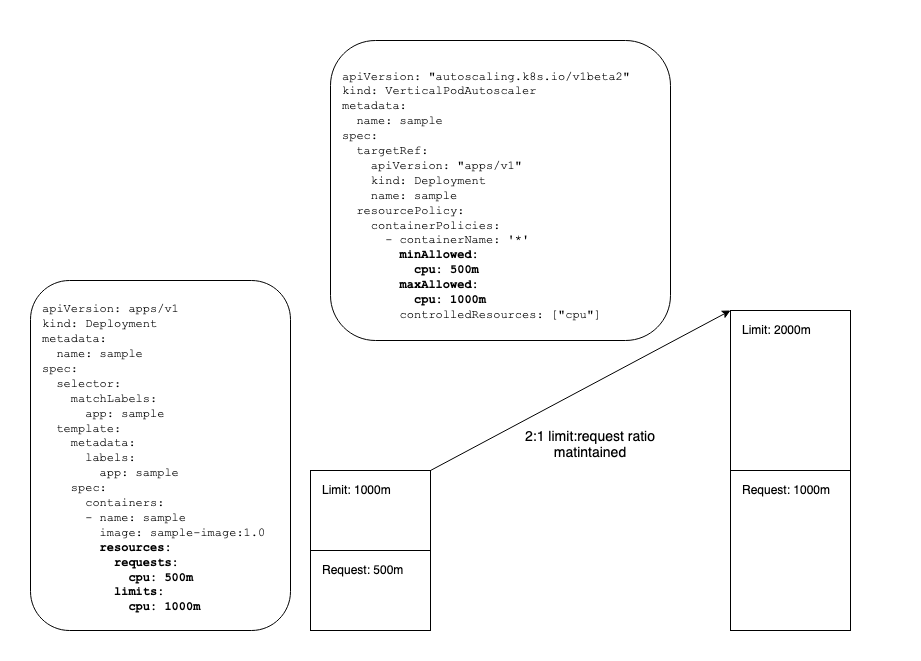 apiVersion: "autoscaling.k8s.io/v1beta2"
kind: VerticalPodAutoscaler
metadata:
  name: sample
spec:
  targetRef:
    apiVersion: "apps/v1"
    kind: Deployment
    name: sample
  resourcePolicy:
    containerPolicies:
      - containerName: '*'
        minAllowed:
          cpu: 500m
        maxAllowed:
          cpu: 1000m
        controlledResources: ["cpu"]
apiVersion: apps/v1
kind: Deployment
metadata:
  name: sample
spec:
  selector:
    matchLabels:
      app: sample
  template:
    metadata:
      labels:
        app: sample
    spec:
      containers:
      - name: sample
        image: sample-image:1.0
        resources:
          requests:
            cpu: 500m
          limits:
            cpu: 1000m
Limit: 1000m
Request: 500m
2:1 limit:request ratio
matintained
Limit: 2000m
Request: 1000m